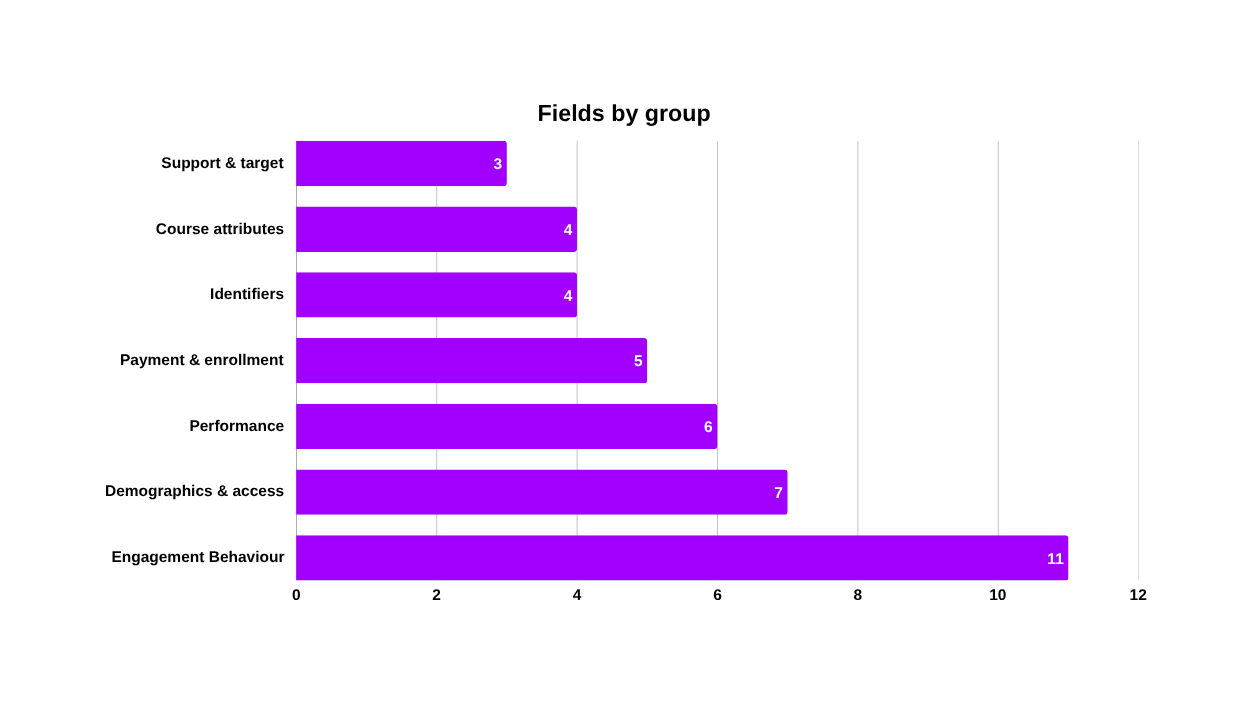 Fields by group
Support & target 3
Course attributes 4
Identifiers 4
Payment & enrollment 5
Performance 6
Demographics & access 7
Engagement Behaviour 11
0 2 4 6 8 10 12